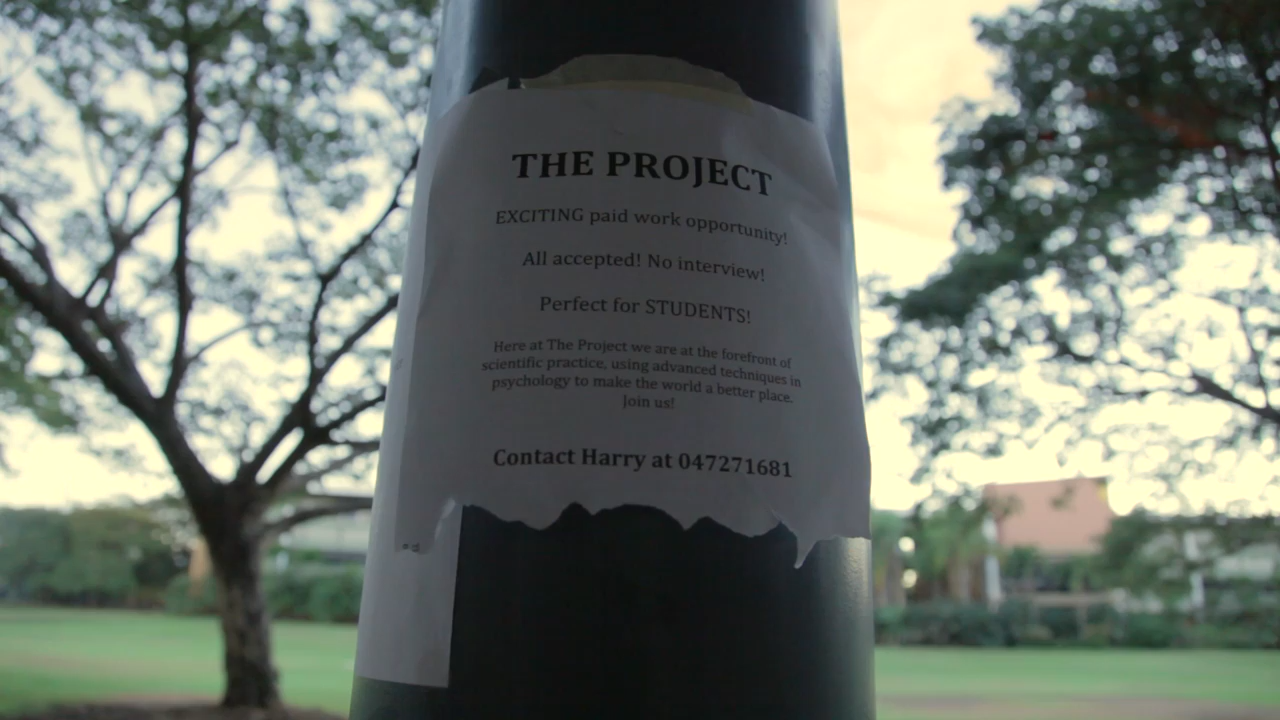 THE PROJECT
EXCITING paid work opportunity!
All accepted! No interview!
Perfect for STUDENTS!
Here at The Project we are at the forefront of
scientific practice, using advanced techniques in
psychology to make the world a better place.
Join us!
Contact Harry at 047271681